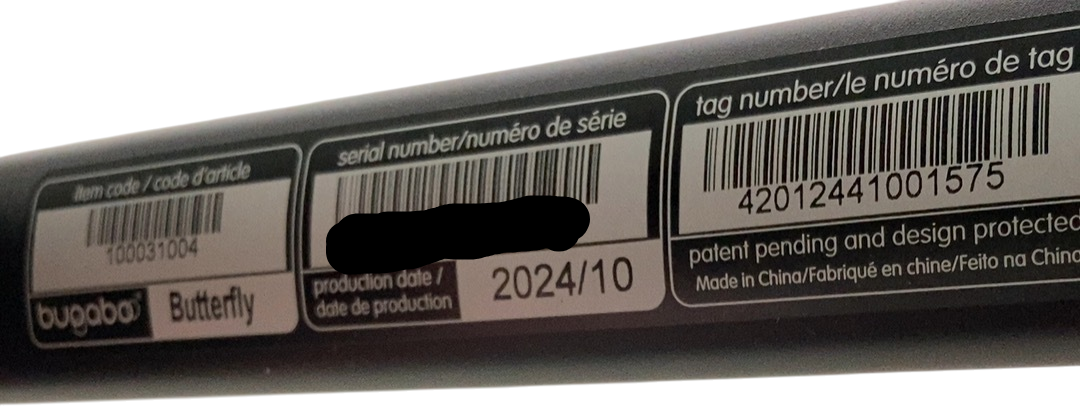 item code / code d'article
100031004
bugaboo
Butterfly
serial number/numéro de série
production date /
date de production
2024/10
tag number/le numéro de tag
42012441001575
patent pending and design protected
Made in China/Fabriqué en chine/Feito na China